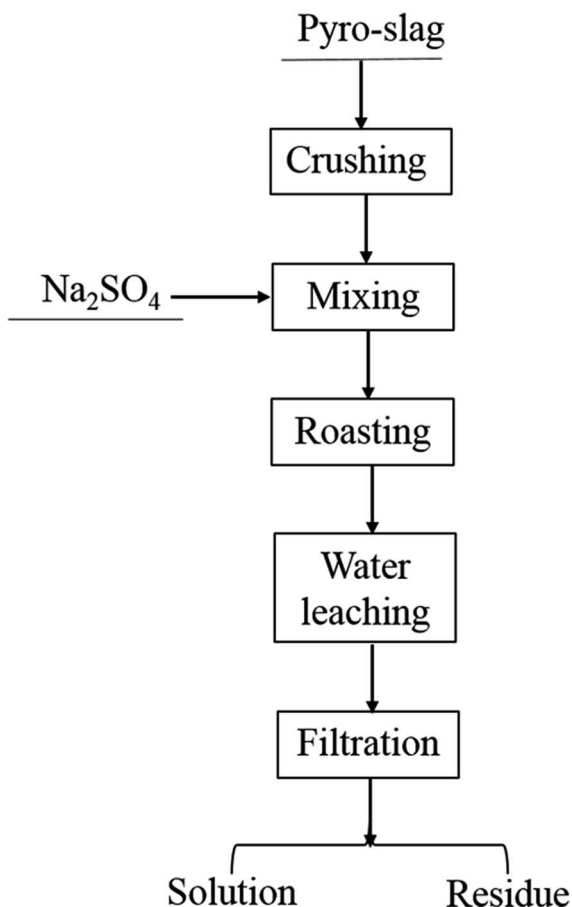 Pyro-slag
Crushing
Na₂SO₄
Mixing
Roasting
Water
leaching
Filtration
Solution
Residue